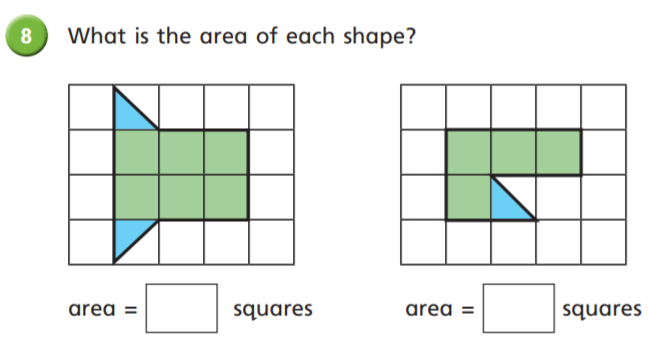 8 What is the area of each shape?
area = squares area = squares